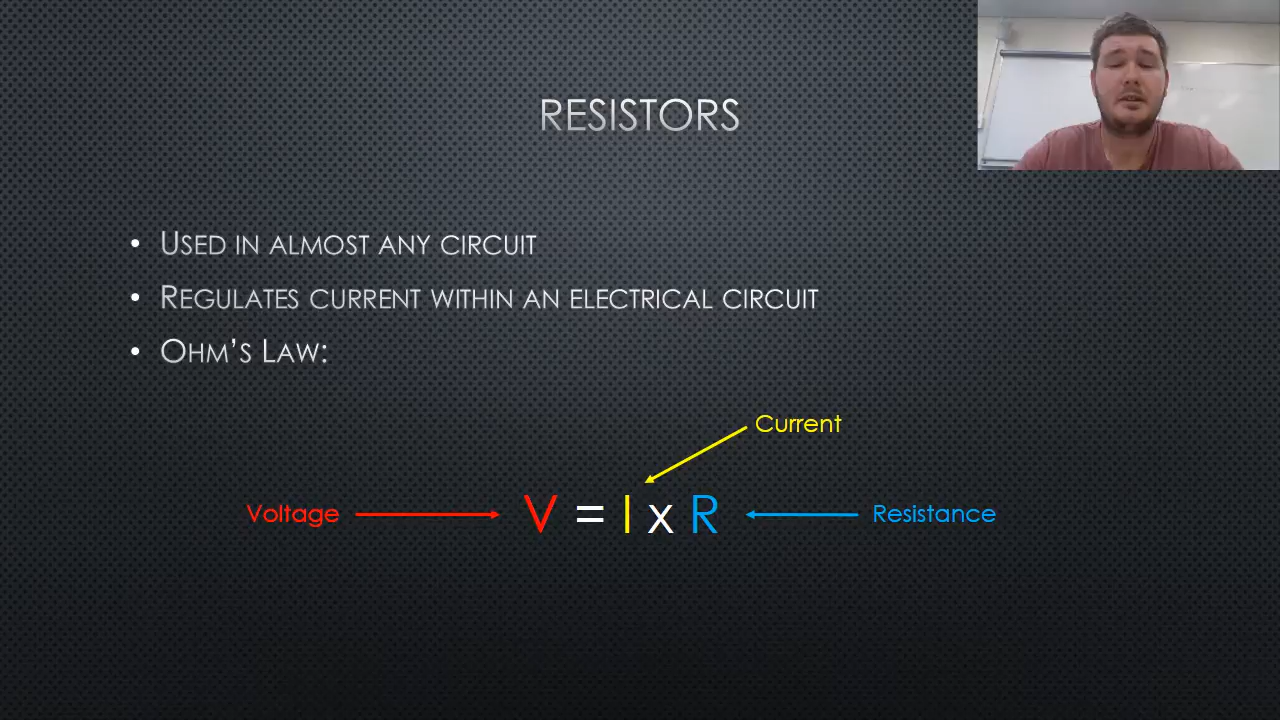 RESISTORS
• USED IN ALMOST ANY CIRCUIT
• REGULATES CURRENT WITHIN AN ELECTRICAL CIRCUIT
• OHM'S LAW:
Current
Voltage V = I x R Resistance